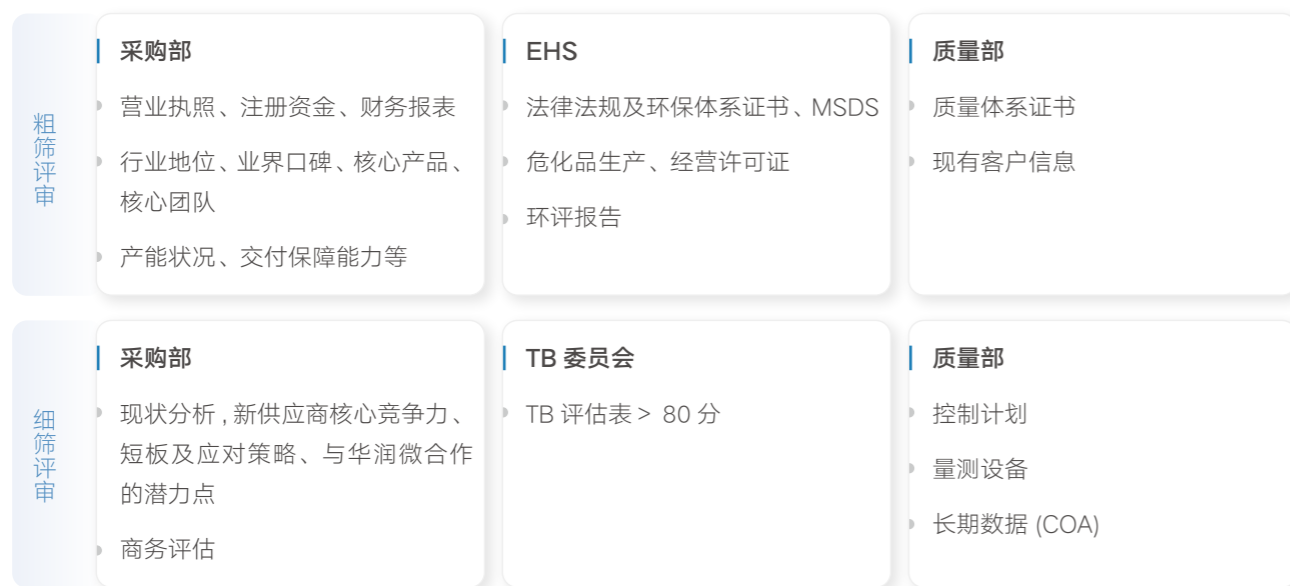 粗筛评审
采购部
营业执照、注册资金、财务报表
行业地位、业界口碑、核心产品、
核心团队
产能状况、交付保障能力等
EHS
法律法规及环保体系证书、MSDS
危化品生产、经营许可证
环评报告
质量部
质量体系证书
现有客户信息
细筛评审
采购部
现状分析,新供应商核心竞争力、
短板及应对策略、与华润微合作
的潜力点
商务评估
TB 委员会
TB 评估表 > 80 分
质量部
控制计划
量测设备
长期数据 (COA)